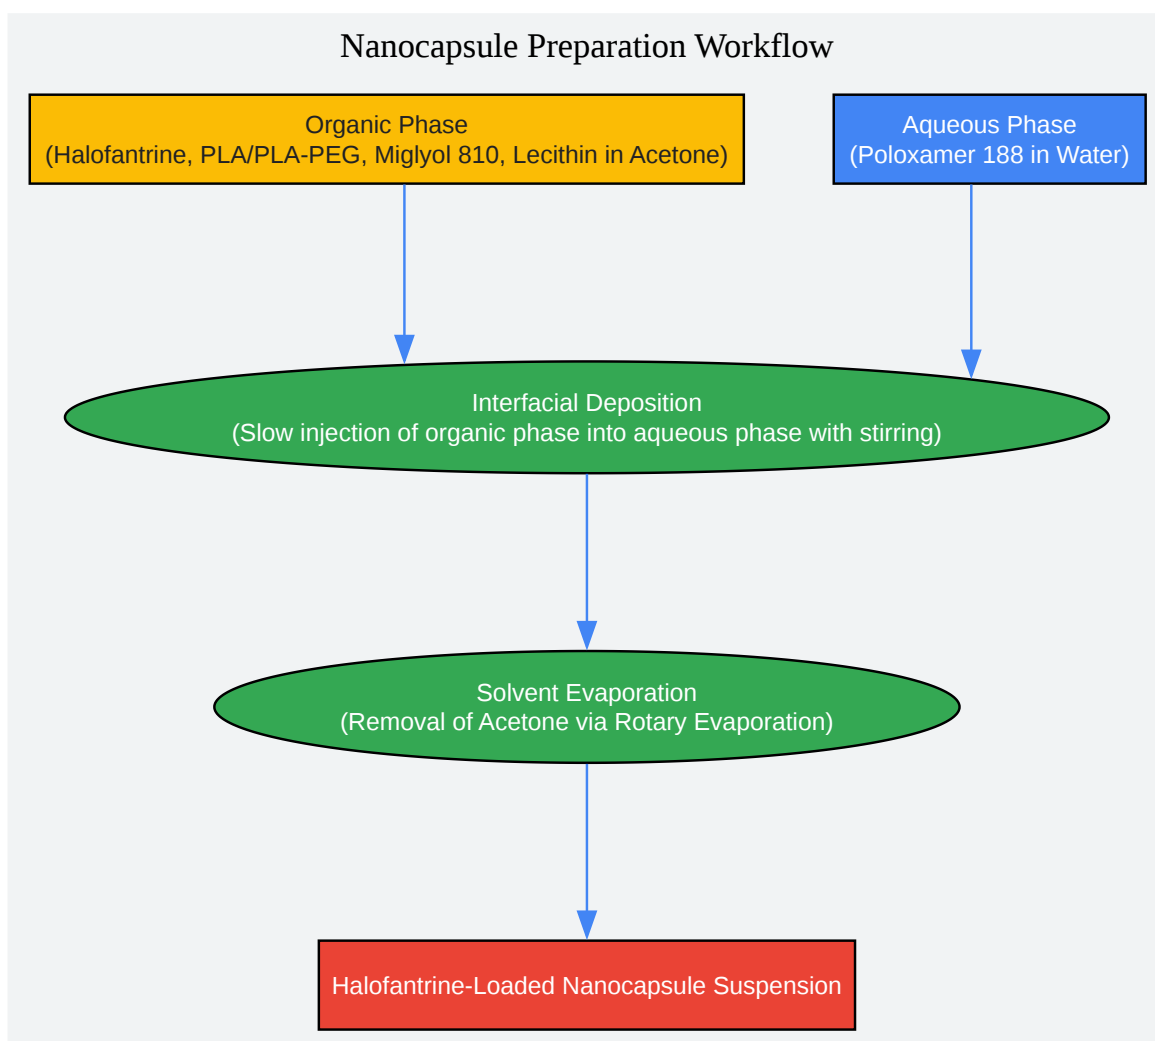 Nanocapsule Preparation Workflow
Organic Phase
(Halofantrine, PLA/PLA-PEG, Miglyol 810, Lecithin in Acetone)
Aqueous Phase
(Poloxamer 188 in Water)
Interfacial Deposition
(Slow injection of organic phase into aqueous phase with stirring)
Solvent Evaporation
(Removal of Acetone via Rotary Evaporation)
Halofantrine-Loaded Nanocapsule Suspension